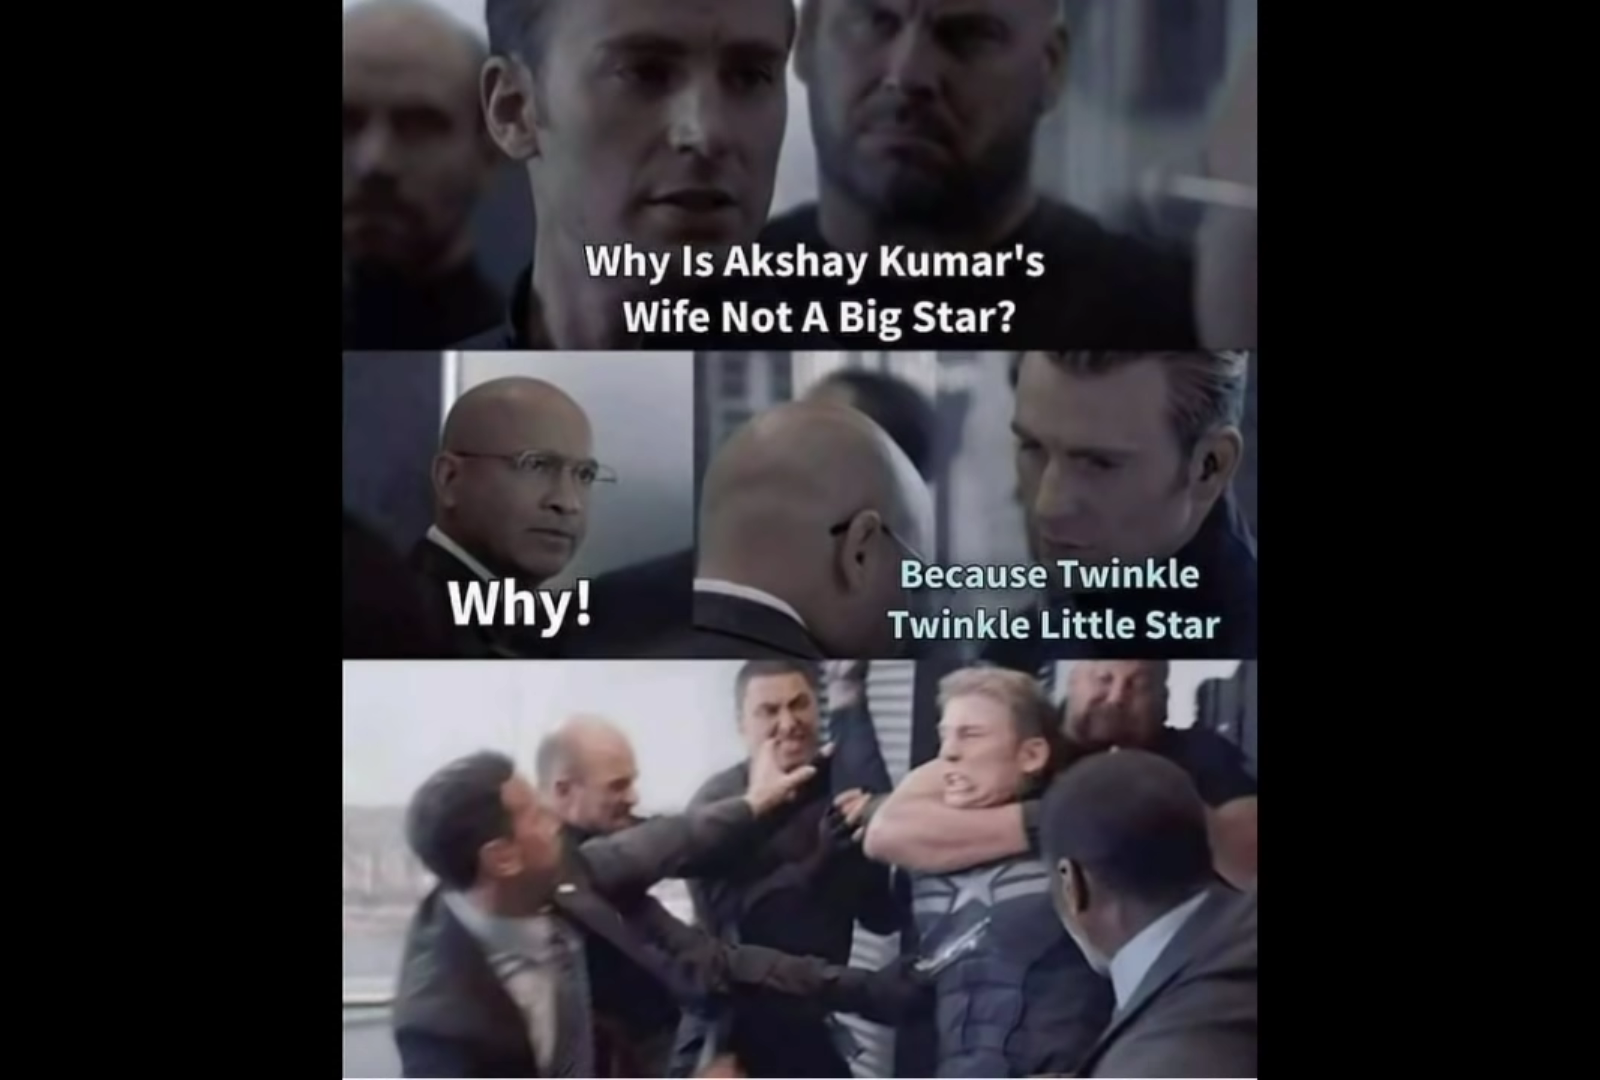 Why Is Akshay Kumar's
Wife Not A Big Star?
Why!
Because Twinkle
Twinkle Little Star